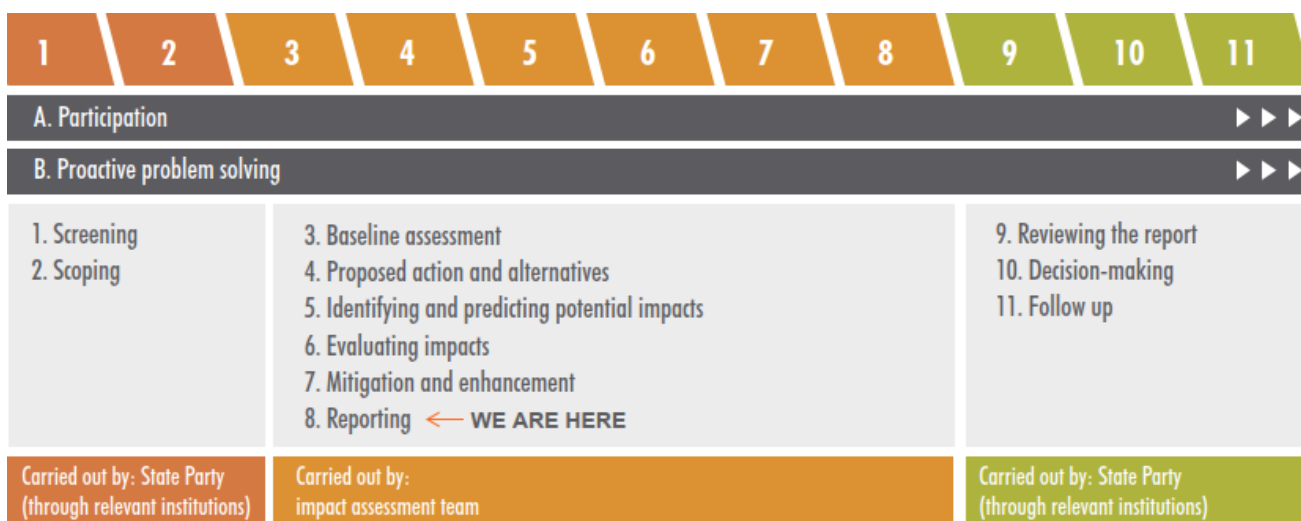 1 2 3 4 5 6 7 8 9 10 11
A. Participation
B. Proactive problem solving
1. Screening
2. Scoping
3. Baseline assessment
4. Proposed action and alternatives
5. Identifying and predicting potential impacts
6. Evaluating impacts
7. Mitigation and enhancement
8. Reporting ← WE ARE HERE
9. Reviewing the report
10. Decision-making
11. Follow up
Carried out by: State Party
(through relevant institutions)
Carried out by:
impact assessment team
Carried out by: State Party
(through relevant institutions)